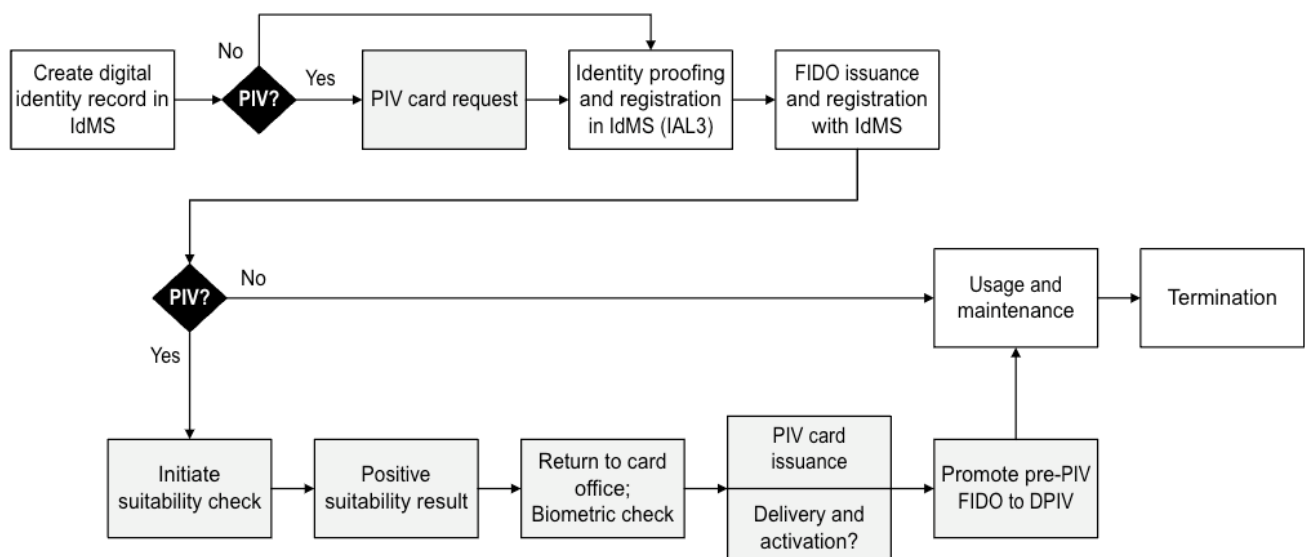 No
Create digital
identity record in
IdMS
PIV?
Yes
PIV card request
Identity proofing
and registration
in IdMS (IAL3)
FIDO issuance
and registration
with IdMS
PIV?
No
Yes
Usage and
maintenance
Termination
Initiate
suitability check
Positive
suitability result
Return to card
office;
Biometric check
PIV card
issuance
Delivery and
activation?
Promote pre-PIV
FIDO to DPIV